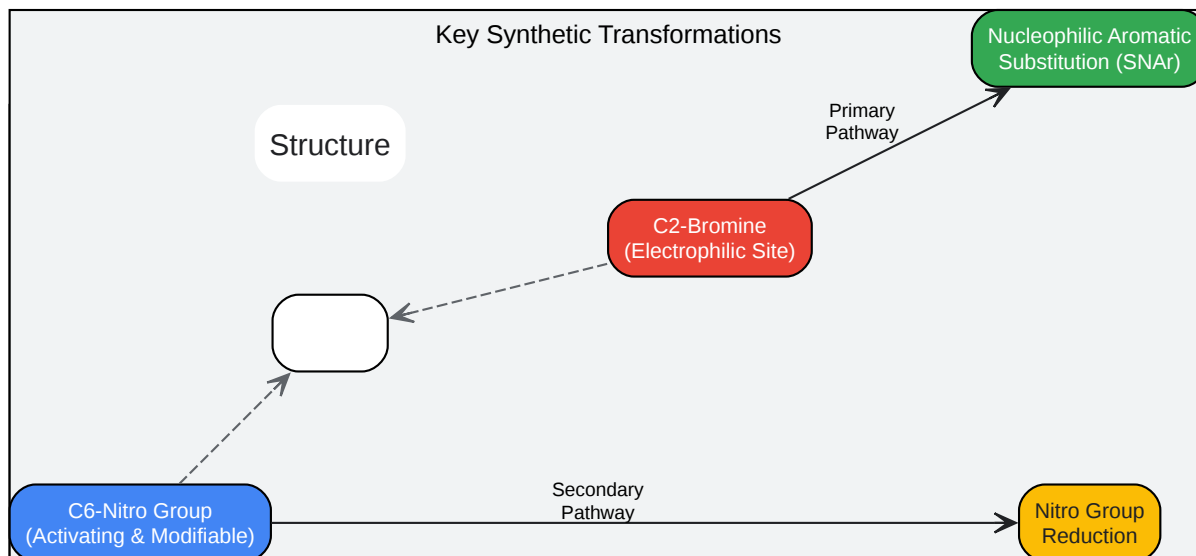 Key Synthetic Transformations
Nucleophilic Aromatic
Substitution (SNAr)
Primary
Pathway
Structure
C2-Bromine
(Electrophilic Site)
C6-Nitro Group
(Activating & Modifiable)
Secondary
Pathway
Nitro Group
Reduction